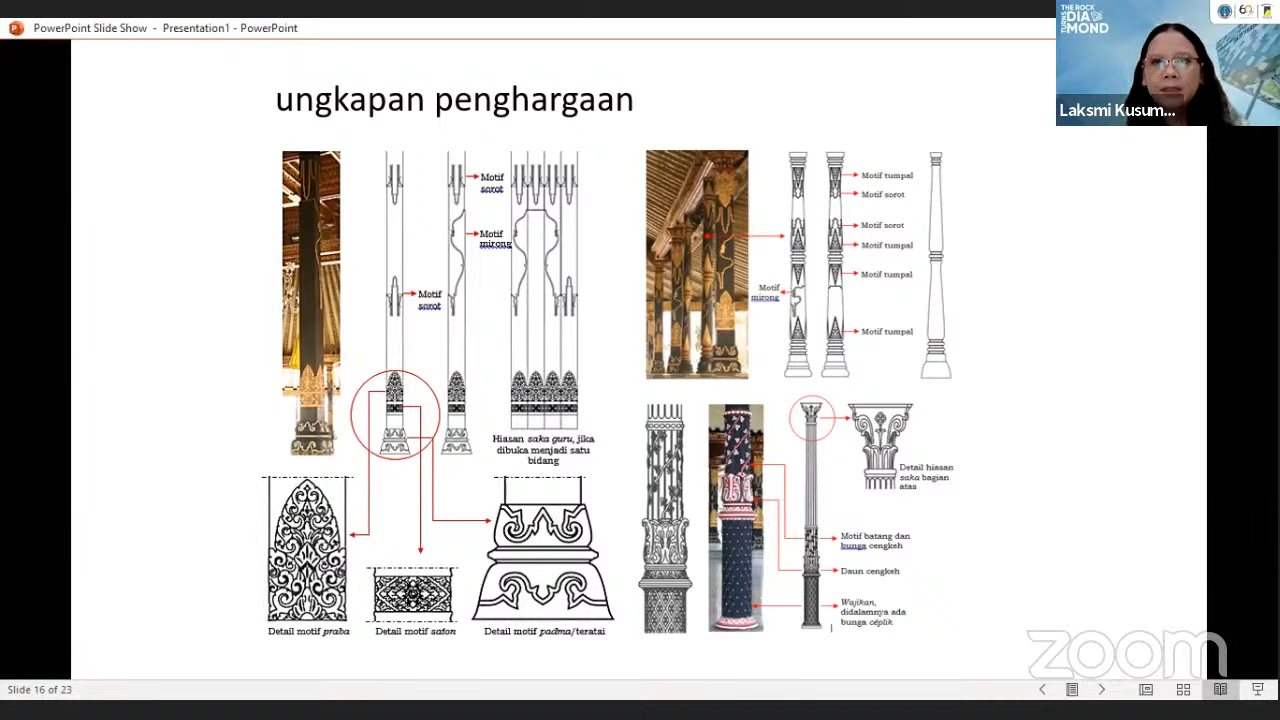 PowerPoint Slide Show - Presentation1 - PowerPoint
THE ROCK
TURNS
DIA
MOND
60
Laksmi Kusum...
ungkapan penghargaan
Motif
sorot
Motif
mirong
Motif
sorot
Hiasan saka guru, jika
dibuka menjadi satu
bidang
Detail motif praba
Detail motif saton
Detail motif padma/teratai
Motif tumpal
Motif sorot
Motif sorot
Motif tumpal
Motif tumpal
Motif
mirong
Motif tumpal
Detail hiasan
saka bagian
atas
Motif batang dan
bunga cengkeh
Daun cengkeh
Wajikan,
didalamnya ada
bunga céplik
zoom
Slide 16 of 23